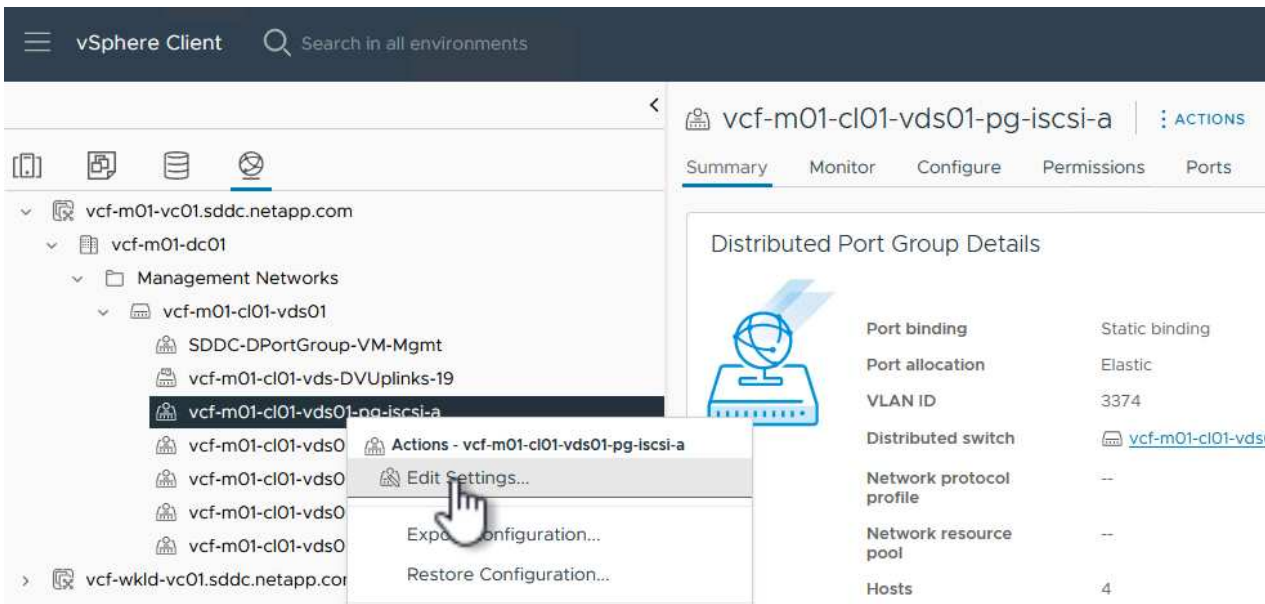 vSphere Client
Search in all environments
vcf-m01-vc01.sddc.netapp.com
vcf-m01-dc01
Management Networks
vcf-m01-cl01-vds01
SDDC-DPortGroup-VM-Mgmt
vcf-m01-cl01-vds-DVUplinks-19
vcf-m01-cl01-vds01-pg-iscsi-a
vcf-m01-cl01-vds0
vcf-m01-cl01-vds0
vcf-m01-cl01-vds0
vcf-m01-cl01-vds0
vcf-wkld-vc01.sddc.netapp.com
Actions - vcf-m01-cl01-vds01-pg-iscsi-a
Edit Settings...
Export Configuration...
Restore Configuration...
vcf-m01-cl01-vds01-pg-iscsi-a
ACTIONS
Summary Monitor Configure Permissions Ports
Distributed Port Group Details
Port binding Static binding
Port allocation Elastic
VLAN ID 3374
Distributed switch vcf-m01-cl01-vds
Network protocol profile --
Network resource pool --
Hosts 4